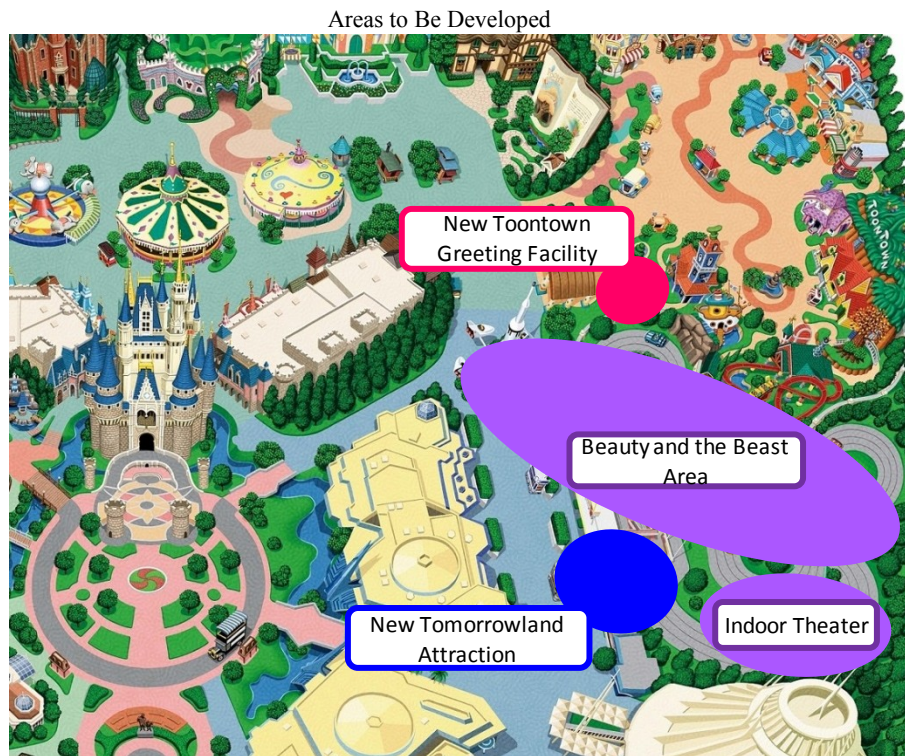 Areas to Be Developed
New Toontown
Greeting Facility
TOONTOWN
Beauty and the Beast
Area
New Tomorrowland
Attraction
Indoor Theater